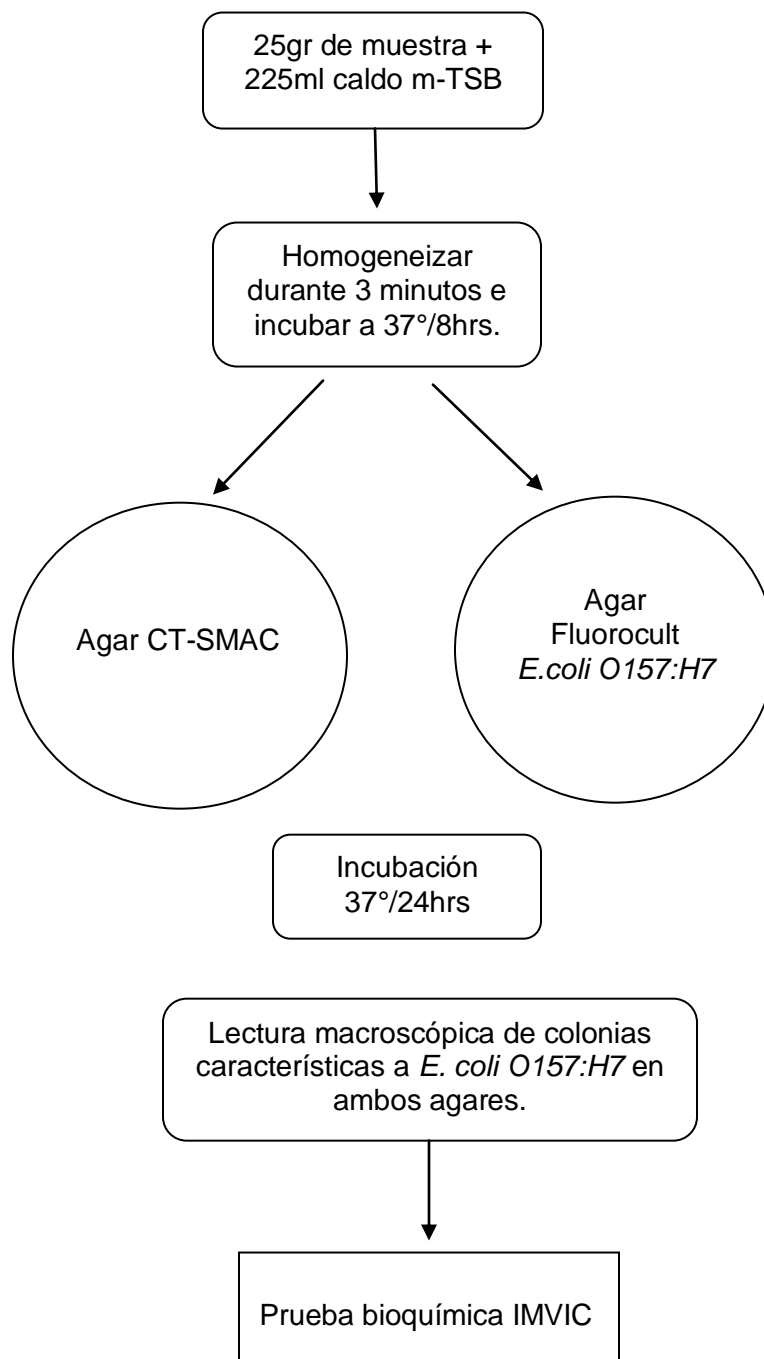 25gr de muestra +
225ml caldo m-TSB
Homogeneizar
durante 3 minutos e
incubar a 37°/8hrs.
Agar CT-SMAC
Agar
Fluorocult
E.coli O157:H7
Incubación
37°/24hrs
Lectura macroscópica de colonias
características a E. coli O157:H7 en
ambos agares.
Prueba bioquímica IMVIC